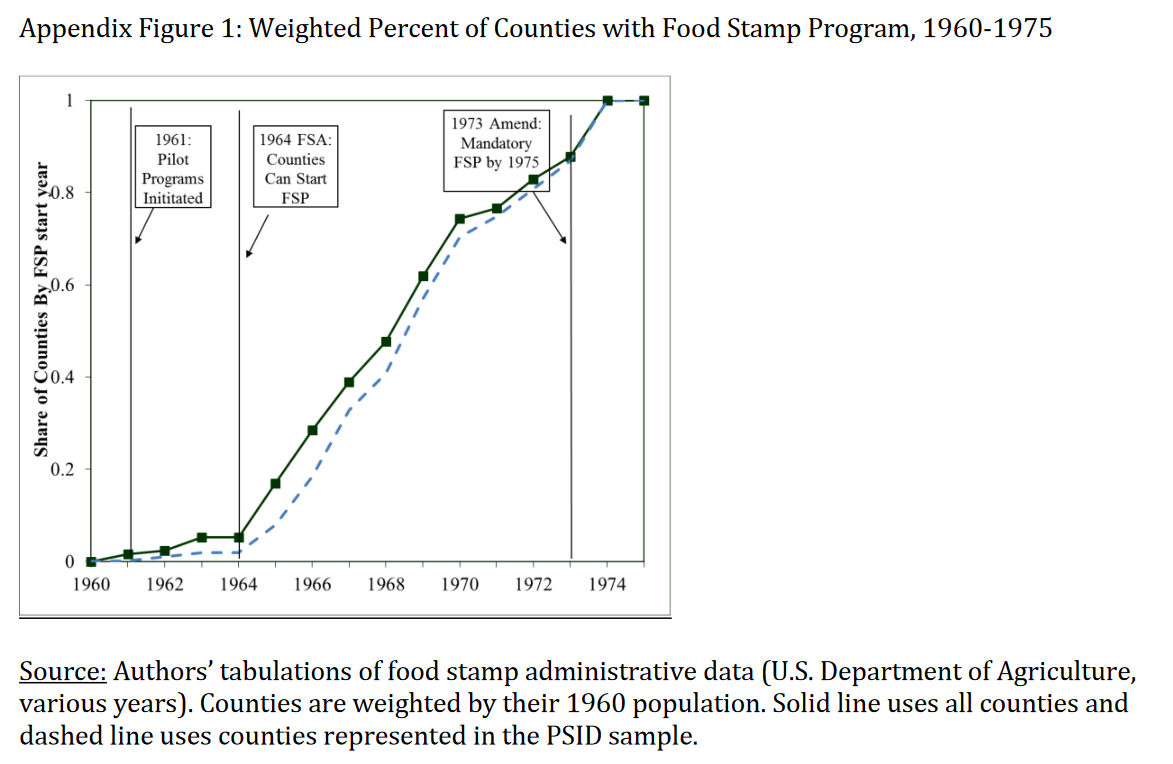 Appendix Figure 1: Weighted Percent of Counties with Food Stamp Program, 1960-1975
Share of Counties By FSP start year
1
0.8
0.6
0.4
0.2
0
1961:
Pilot
Programs
Inititated
1964 FSA:
Counties
Can Start
FSP
1973 Amend:
Mandatory
FSP by 1975
1960 1962 1964 1966 1968 1970 1972 1974
Source: Authors’ tabulations of food stamp administrative data (U.S. Department of Agriculture,
various years). Counties are weighted by their 1960 population. Solid line uses all counties and
dashed line uses counties represented in the PSID sample.